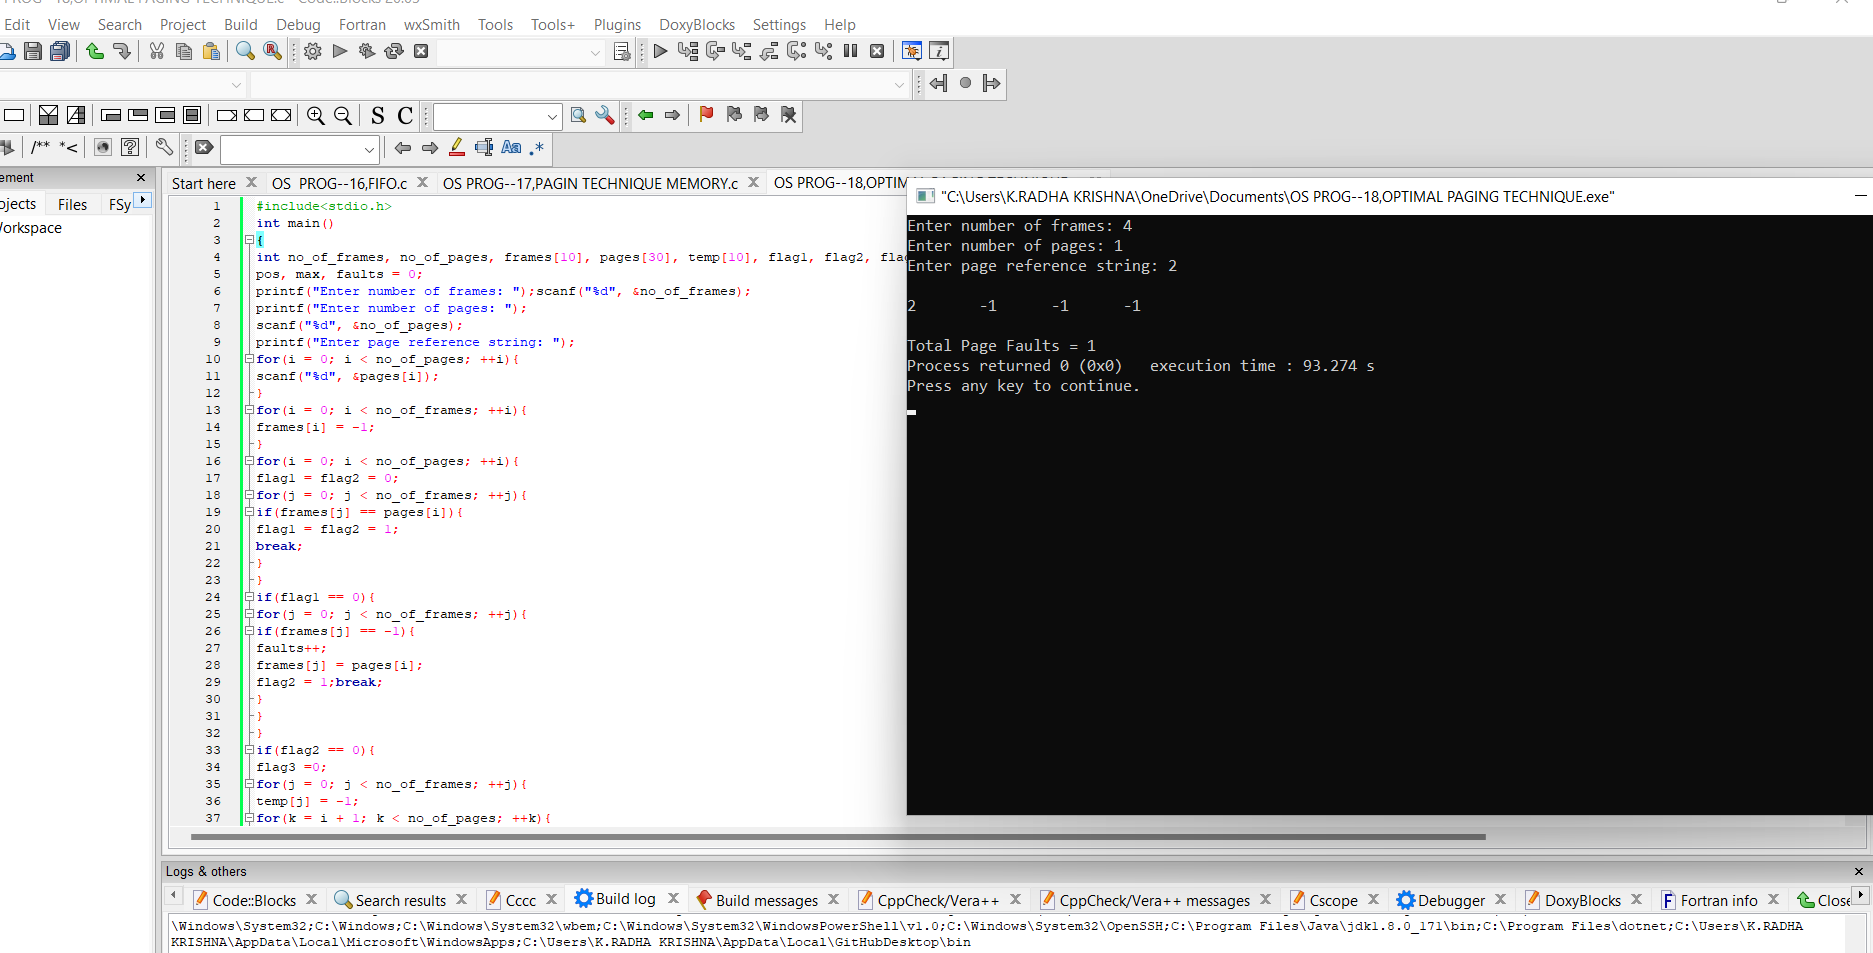 PROG--18,OPTIMAL PAGING TECHNIQUE.c - Code::Blocks 20.03
Edit View Search Project Build Debug Fortran wxSmith Tools Tools+ Plugins DoxyBlocks Settings Help
S C
/** *<
Aa .*
ement
ojects Files FSy
orkspace
Start here OS PROG--16,FIFO.c OS PROG--17,PAGIN TECHNIQUE MEMORY.c OS PROG--18,OPTIM
1 #include<stdio.h>
2 int main()
3 {
4 int no_of_frames, no_of_pages, frames[10], pages[30], temp[10], flag1, flag2, flag
5 pos, max, faults = 0;
6 printf("Enter number of frames: ");scanf("%d", &no_of_frames);
7 printf("Enter number of pages: ");
8 scanf("%d", &no_of_pages);
9 printf("Enter page reference string: ");
10 for(i = 0; i < no_of_pages; ++i){
11 scanf("%d", &pages[i]);
12 }
13 for(i = 0; i < no_of_frames; ++i){
14 frames[i] = -1;
15 }
16 for(i = 0; i < no_of_pages; ++i){
17 flag1 = flag2 = 0;
18 for(j = 0; j < no_of_frames; ++j){
19 if(frames[j] == pages[i]){
20 flag1 = flag2 = 1;
21 break;
22 }
23 }
24 if(flag1 == 0){
25 for(j = 0; j < no_of_frames; ++j){
26 if(frames[j] == -1){
27 faults++;
28 frames[j] = pages[i];
29 flag2 = 1;break;
30 }
31 }
32 }
33 if(flag2 == 0){
34 flag3 =0;
35 for(j = 0; j < no_of_frames; ++j){
36 temp[j] = -1;
37 for(k = i + 1; k < no_of_pages; ++k){
"C:\Users\K.RADHA KRISHNA\OneDrive\Documents\OS PROG--18,OPTIMAL PAGING TECHNIQUE.exe"
Enter number of frames: 4
Enter number of pages: 1
Enter page reference string: 2
2 -1 -1 -1
Total Page Faults = 1
Process returned 0 (0x0) execution time : 93.274 s
Press any key to continue.
Logs & others
Code::Blocks Search results Cccc Build log Build messages CppCheck/Vera++ CppCheck/Vera++ messages Cscope Debugger DoxyBlocks Fortran info Close
\Windows\System32;C:\Windows;C:\Windows\System32\wbem;C:\Windows\System32\WindowsPowerShell\v1.0;C:\Windows\System32\OpenSSH;C:\Program Files\Java\jdk1.8.0_171\bin;C:\Program Files\dotnet;C:\Users\K.RADHA
KRISHNA\AppData\Local\Microsoft\WindowsApps;C:\Users\K.RADHA KRISHNA\AppData\Local\GitHubDesktop\bin